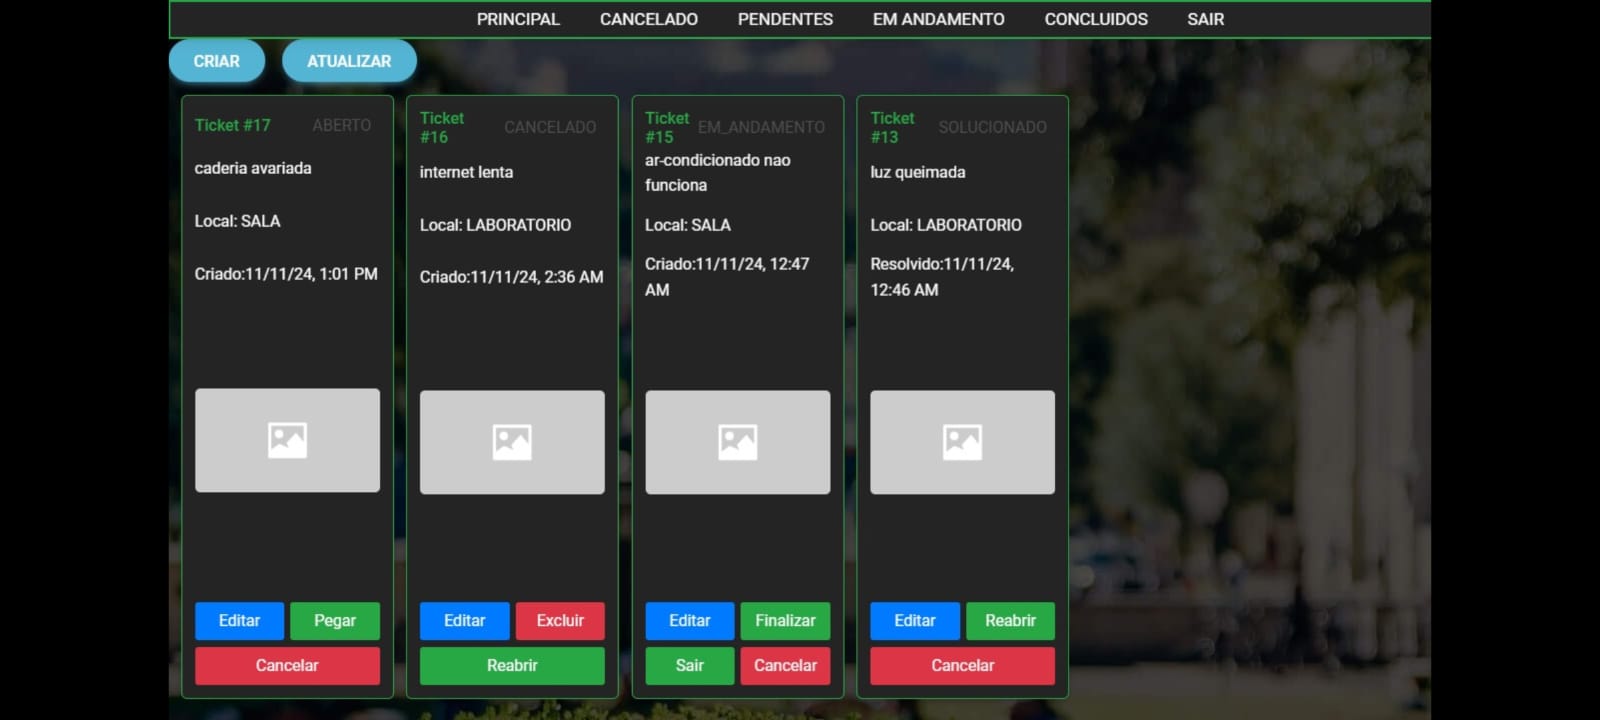 PRINCIPAL CANCELADO PENDENTES EM ANDAMENTO CONCLUIDOS SAIR
CRIAR ATUALIZAR
Ticket #17 ABERTO
caderia avariada
Local: SALA
Criado:11/11/24, 1:01 PM
Editar Pegar
Cancelar
Ticket
#16
CANCELADO
internet lenta
Local: LABORATORIO
Criado:11/11/24, 2:36 AM
Editar Excluir
Reabrir
Ticket
#15
EM_ANDAMENTO
ar-condicionado nao
funciona
Local: SALA
Criado:11/11/24, 12:47
AM
Editar Finalizar
Sair Cancelar
Ticket
#13
SOLUCIONADO
luz queimada
Local: LABORATORIO
Resolvido:11/11/24,
12:46 AM
Editar Reabrir
Cancelar